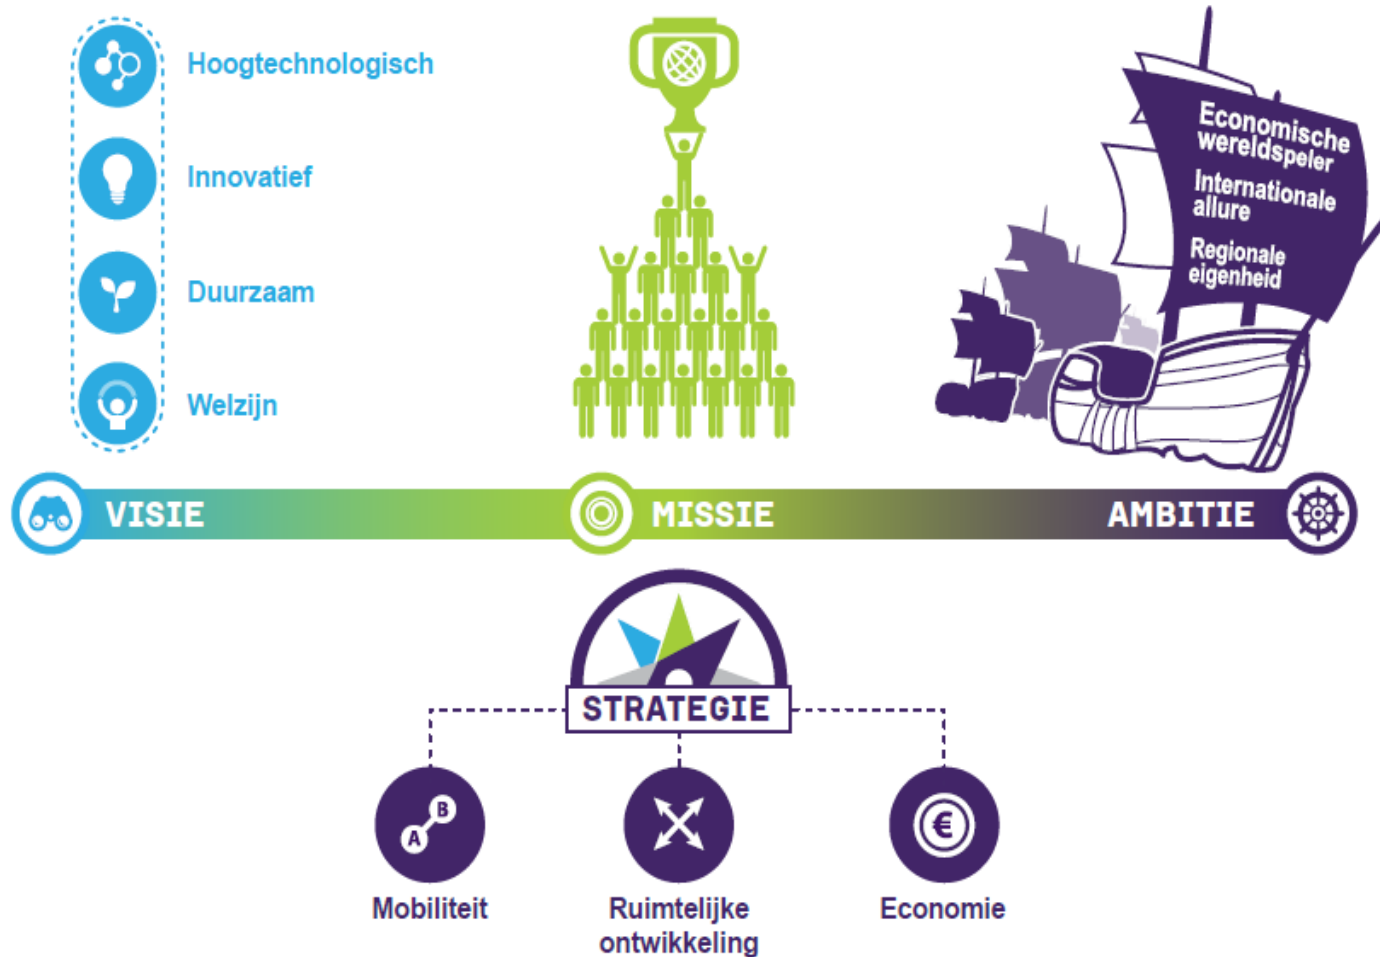 Hoogtechnologisch
Innovatief
Duurzaam
Welzijn
Economische
wereldspeler
Internationale
allure
Regionale
eigenheid
VISIE
MISSIE
AMBITIE
STRATEGIE
A B
€
Mobiliteit
Ruimtelijke
ontwikkeling
Economie